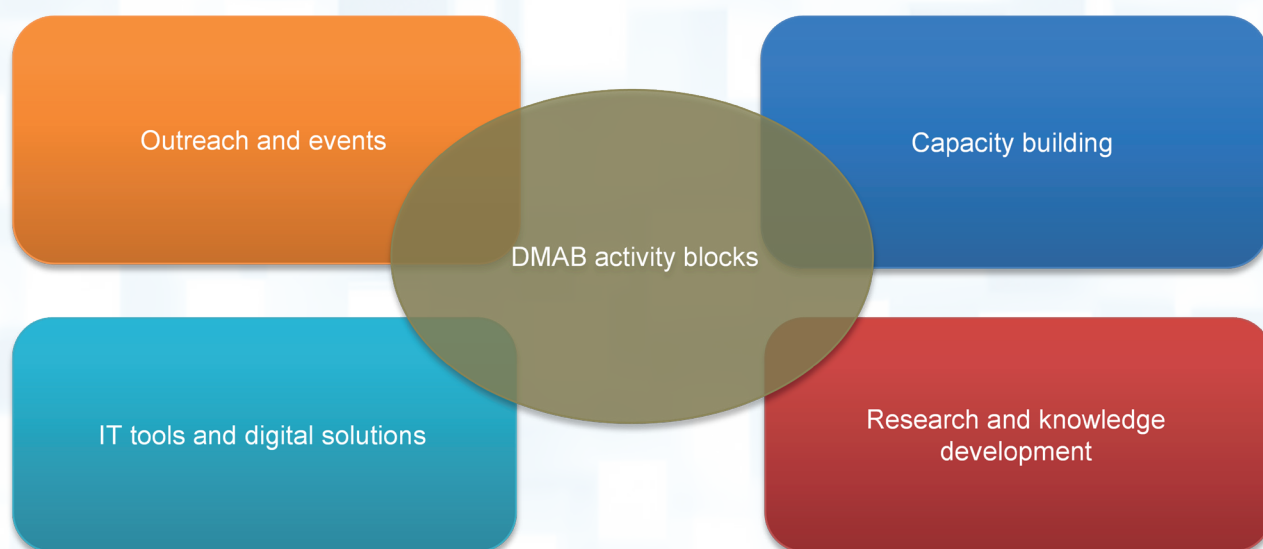 Outreach and events
Capacity building
DMAB activity blocks
IT tools and digital solutions
Research and knowledge
development